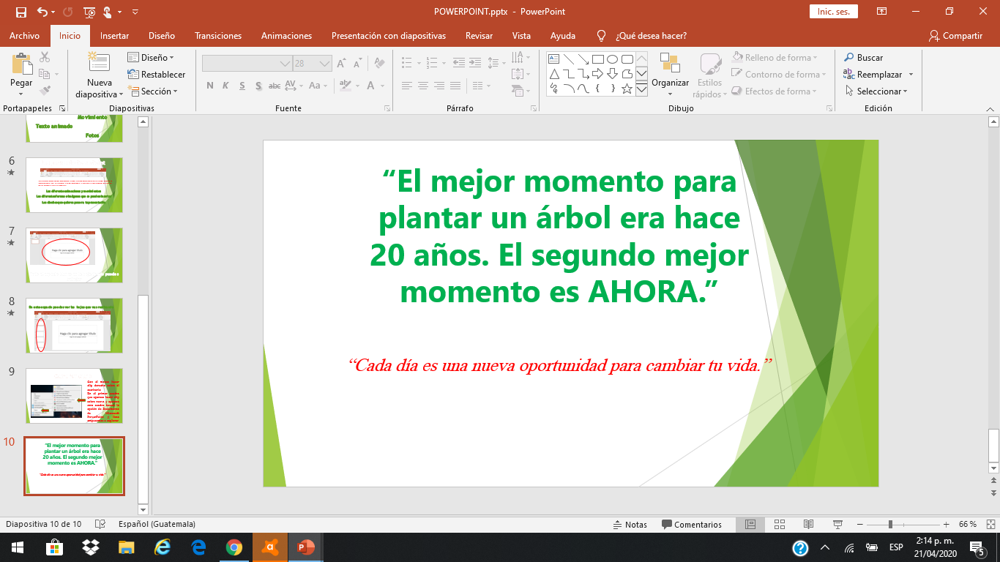 POWERPOINT.pptx - PowerPoint
Inic. ses.
Archivo Inicio Insertar Diseño Transiciones Animaciones Presentación con diapositivas Revisar Vista Ayuda ¿Qué desea hacer? Compartir
Pegar
Nueva
diapositiva
Diseño
Restablecer
Sección
28
N K S S abc AV Aa
A
Organizar
Estilos
rápidos
Relleno de forma
Contorno de forma
Efectos de forma
Buscar
Reemplazar
Seleccionar
Portapapeles Diapositivas Fuente Párrafo Dibujo Edición
Movimiento
Texto animado
Fotos
6
7
Haga clic para agregar título
8
Haga clic para agregar título
9
10
“El mejor momento para
plantar un árbol era hace
20 años. El segundo mejor
momento es AHORA.”
“Cada día es una nueva oportunidad para cambiar tu vida.”
“El mejor momento para
plantar un árbol era hace
20 años. El segundo mejor
momento es AHORA.”
“Cada día es una nueva oportunidad para cambiar tu vida.”
Diapositiva 10 de 10 Español (Guatemala) Notas Comentarios 66 %
ESP
2:14 p. m.
21/04/2020
5